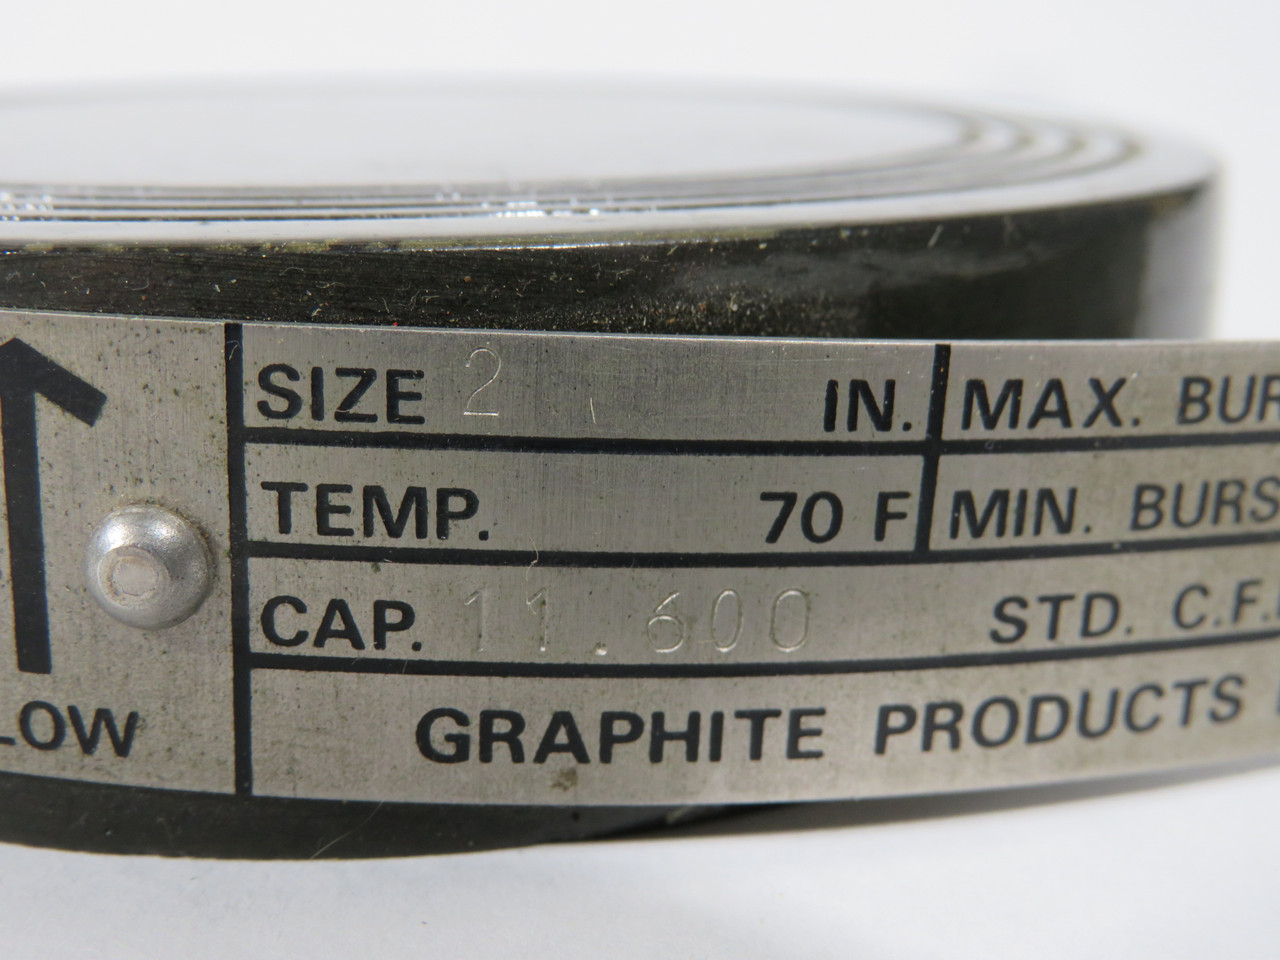 SIZE 2 IN.
MAX. BUR
TEMP. 70 F
MIN. BURS
CAP. 11.600 STD. C.F.
LOW
GRAPHITE PRODUCTS